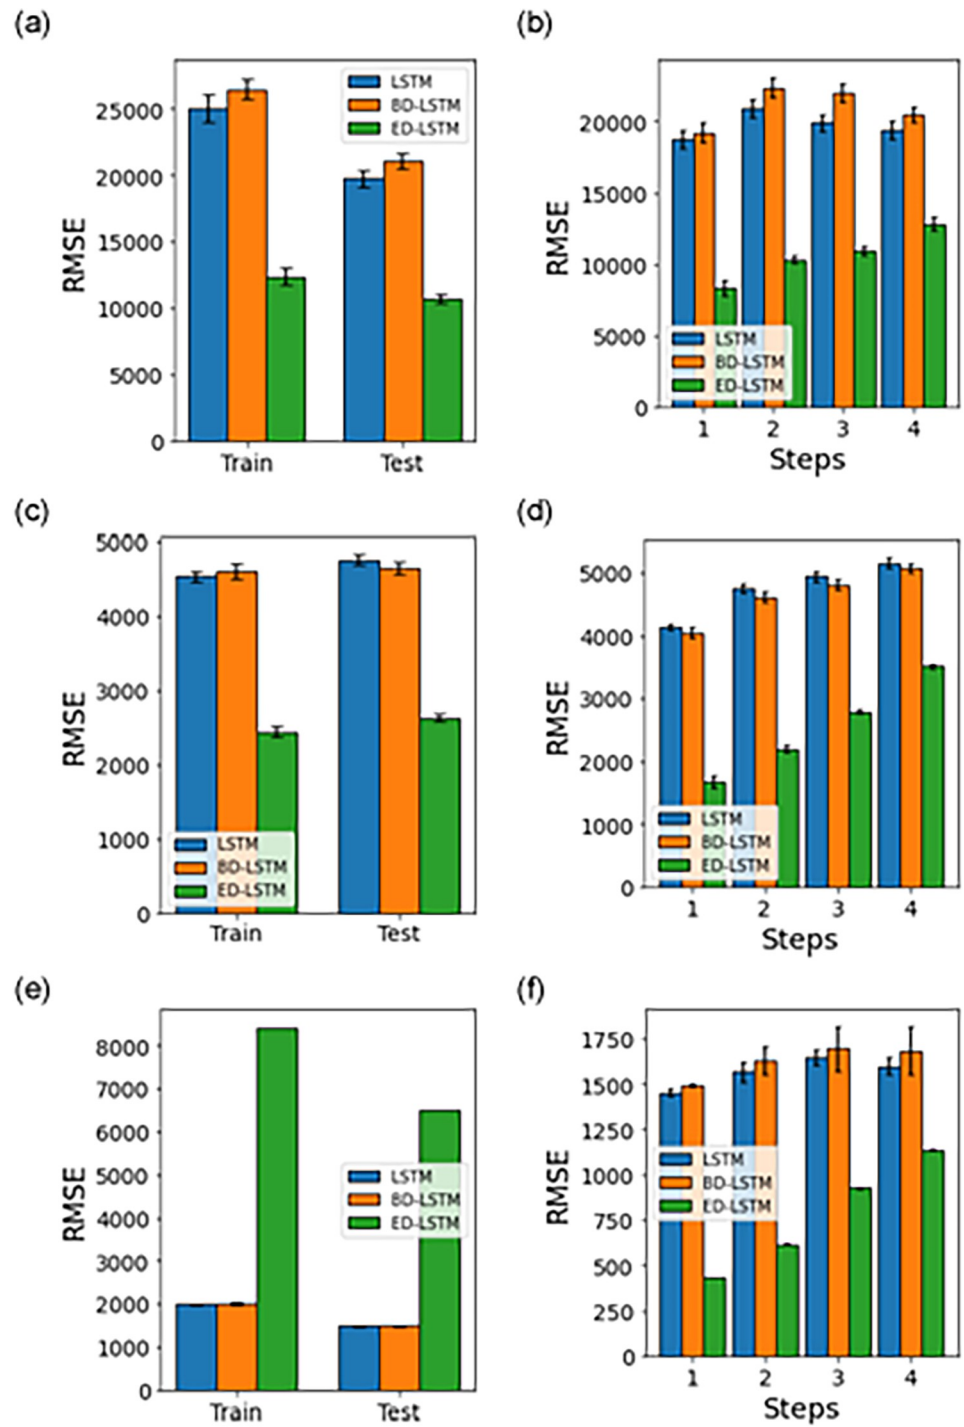 (a)
RMSE
25000
20000
15000
10000
5000
0
LSTM
BD-LSTM
ED-LSTM
Train
Test
(b)
RMSE
20000
15000
10000
5000
0
LSTM
BD-LSTM
ED-LSTM
1 2 3 4
Steps
(c)
RMSE
5000
4000
3000
2000
1000
0
LSTM
BD-LSTM
ED-LSTM
Train
Test
(d)
RMSE
5000
4000
3000
2000
1000
0
LSTM
BD-LSTM
ED-LSTM
1 2 3 4
Steps
(e)
RMSE
8000
7000
6000
5000
4000
3000
2000
1000
0
LSTM
BD-LSTM
ED-LSTM
Train
Test
(f)
RMSE
1750
1500
1250
1000
750
500
250
0
LSTM
BD-LSTM
ED-LSTM
1 2 3 4
Steps